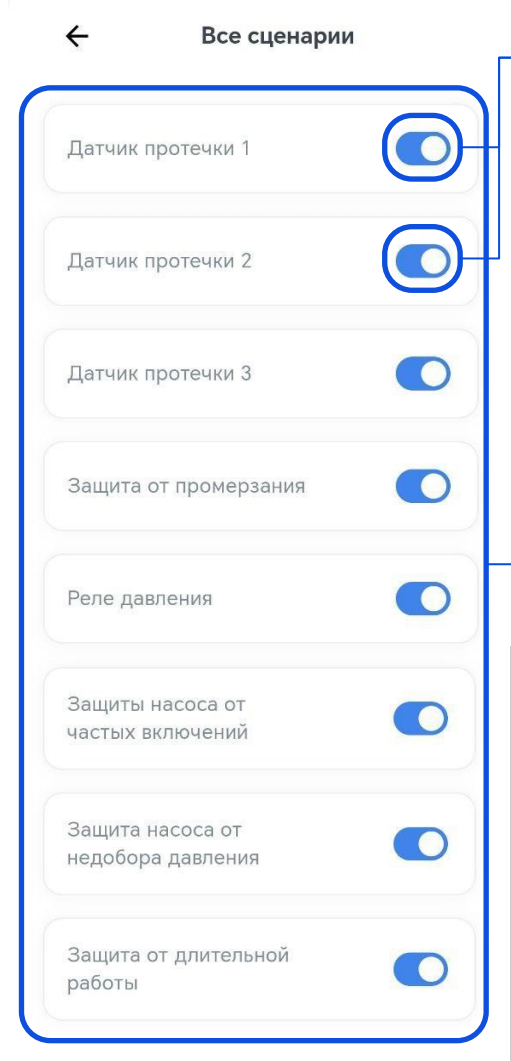 Все сценарии
Датчик протечки 1
Датчик протечки 2
Датчик протечки 3
Защита от промерзания
Реле давления
Защиты насоса от
частых включений
Защита насоса от
недобора давления
Защита от длительной
работы